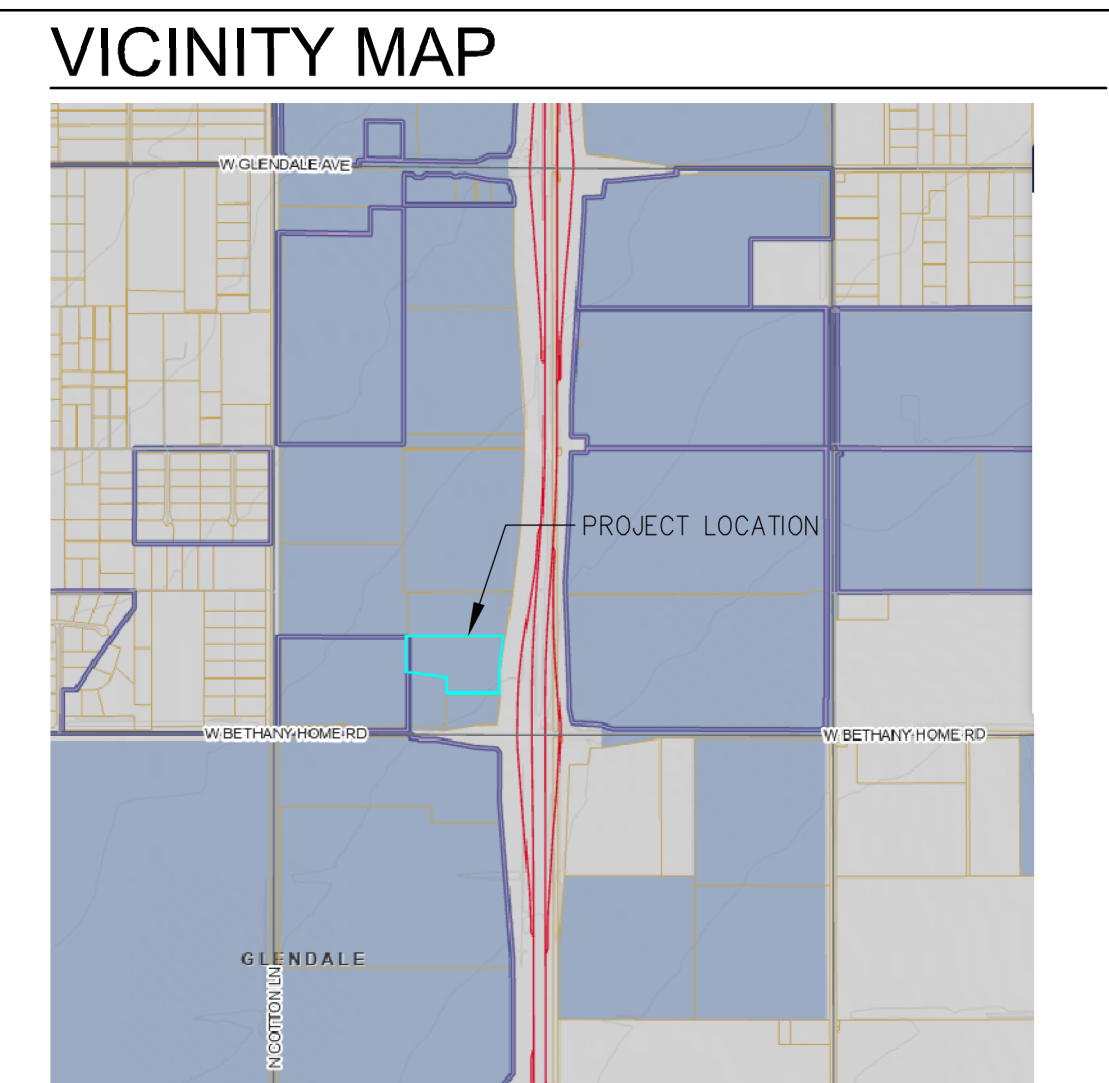 VICINITY MAP
W GLENDALE AVE
PROJECT LOCATION
W BETHANY HOME RD
W BETHANY HOME RD
GLENDALE
N COTTON LN